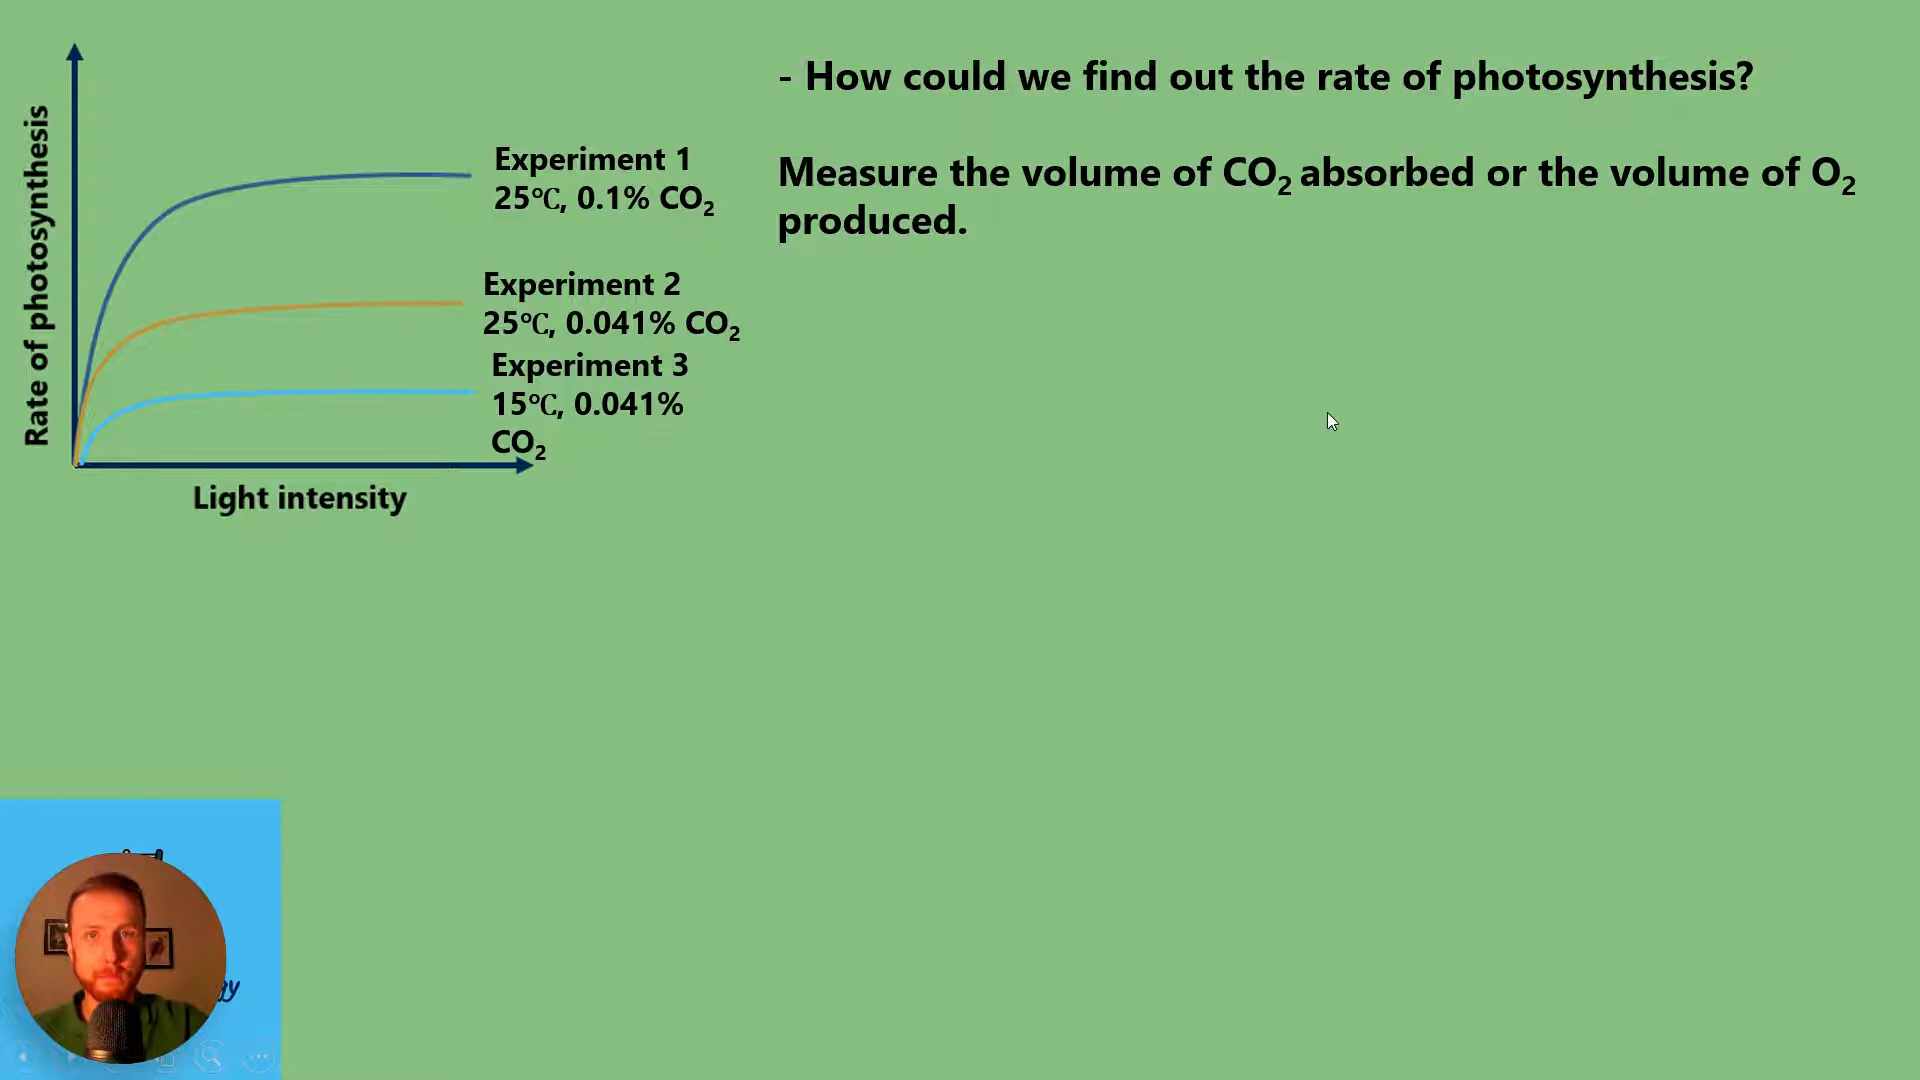 - How could we find out the rate of photosynthesis?
Measure the volume of CO₂ absorbed or the volume of O₂
produced.
Rate of photosynthesis
Experiment 1
25℃, 0.1% CO₂
Experiment 2
25℃, 0.041% CO₂
Experiment 3
15℃, 0.041%
CO₂
Light intensity